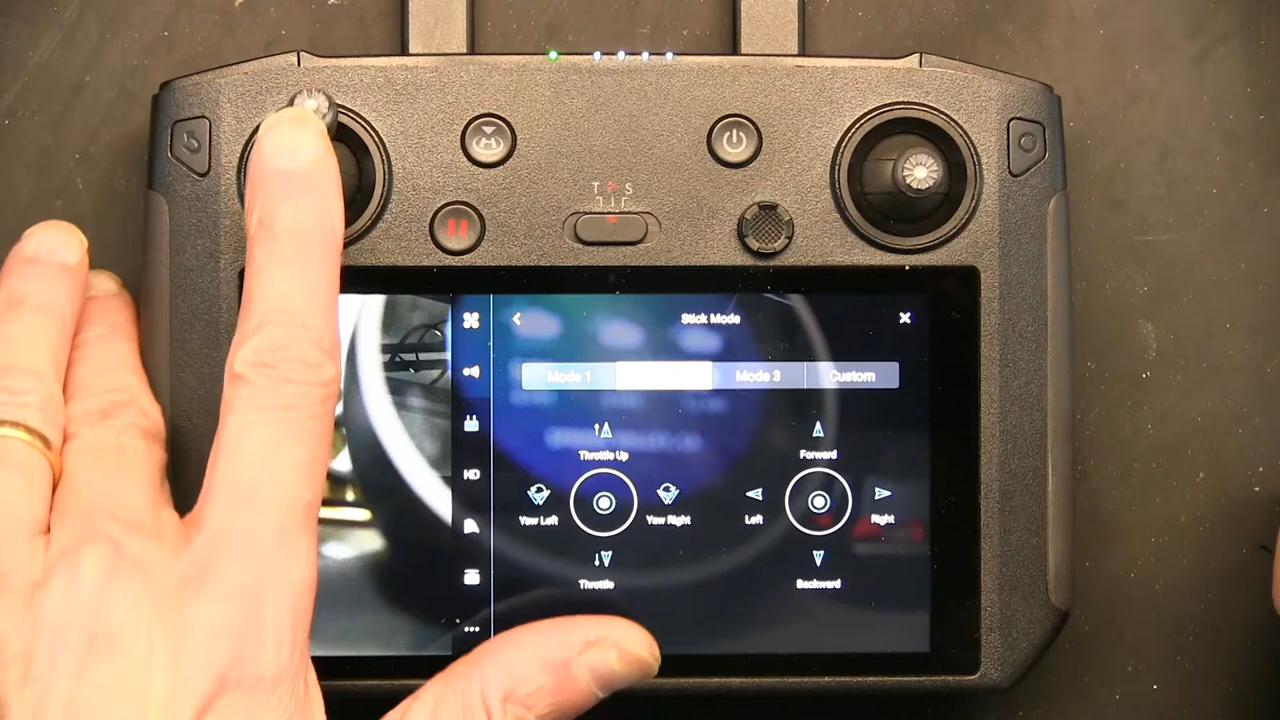 T P S
Stick Mode
Mode 1
Mode 3
Custom
Throttle Up
Forward
HD
Yaw Left
Yaw Right
Left
Right
Throttle
Backward